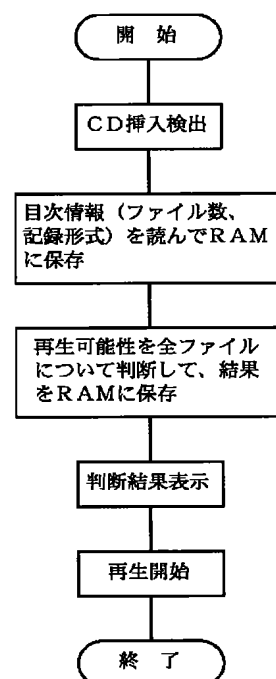 開 始
CD挿入検出
目次情報（ファイル数、
記録形式）を読んでRAM
に保存
再生可能性を全ファイル
について判断して、結果
をRAMに保存
判断結果表示
再生開始
終 了